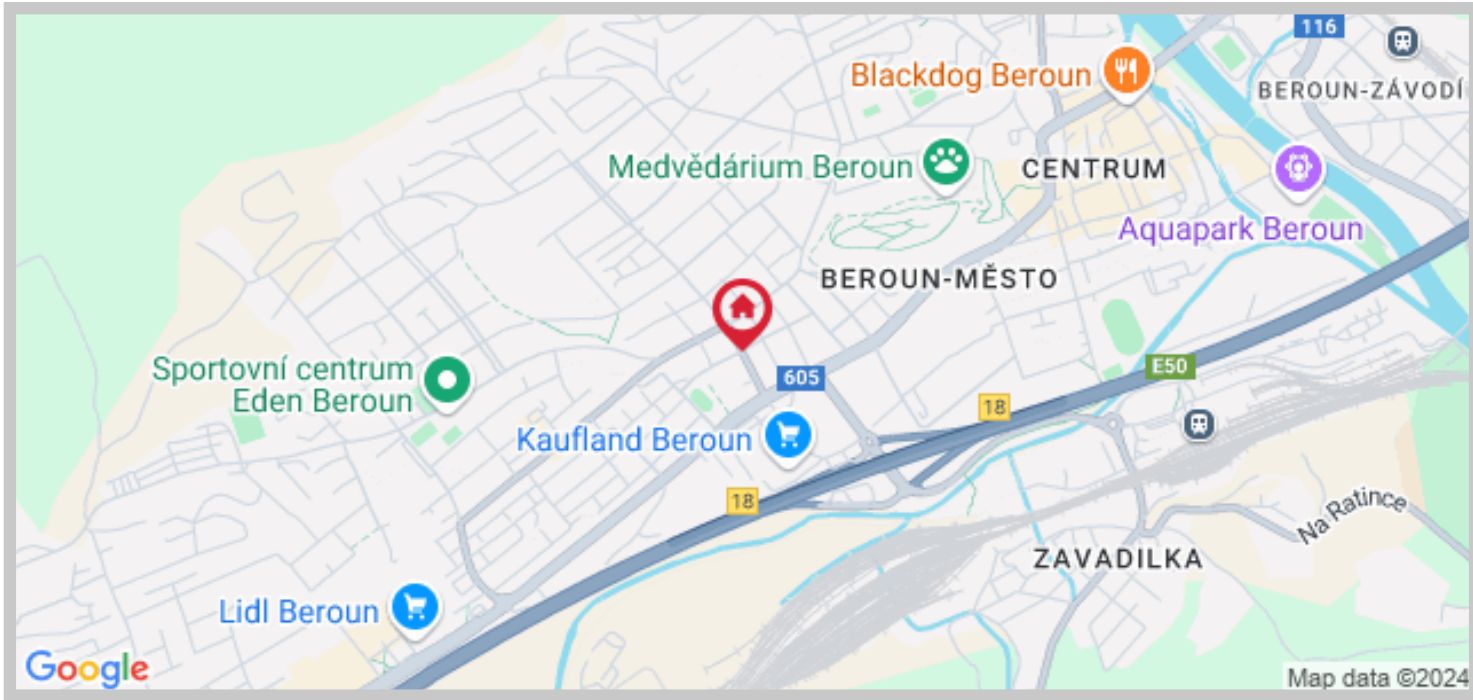 116
Blackdog Beroun
BEROUN-ZÁVODÍ
Medvědárium Beroun
CENTRUM
Aquapark Beroun
BEROUN-MĚSTO
Sportovní centrum
Eden Beroun
605
E50
18
Kaufland Beroun
18
Na Ratince
ZAVADILKA
Lidl Beroun
Google
Map data ©2024